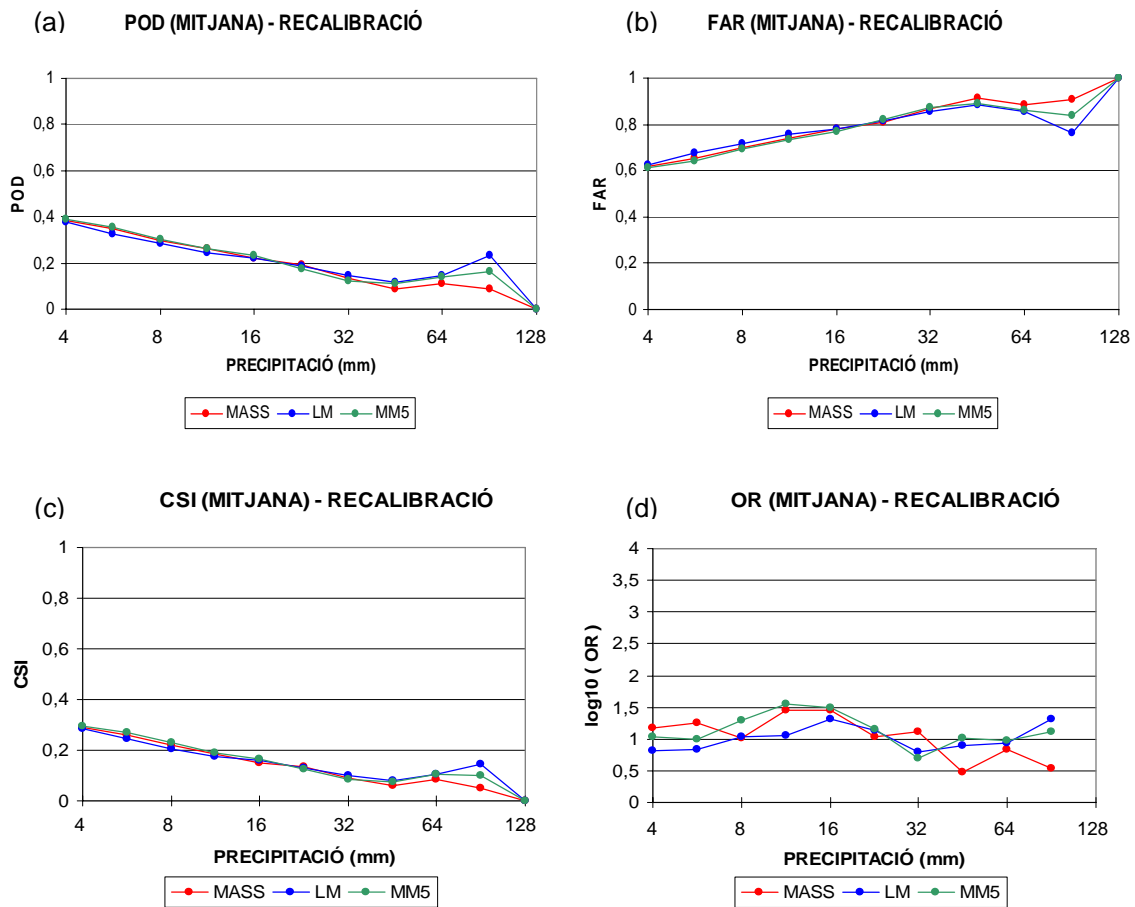 (a) POD (MITJANA) - RECALIBRACIÓ
1
0,8
0,6
0,4
0,2
0
POD
4 8 16 32 64 128
PRECIPITACIÓ (mm)
MASS LM MM5
(b) FAR (MITJANA) - RECALIBRACIÓ
1
0,8
0,6
0,4
0,2
0
FAR
4 8 16 32 64 128
PRECIPITACIÓ (mm)
MASS LM MM5
(c) CSI (MITJANA) - RECALIBRACIÓ
1
0,8
0,6
0,4
0,2
0
CSI
4 8 16 32 64 128
PRECIPITACIÓ (mm)
MASS LM MM5
(d) OR (MITJANA) - RECALIBRACIÓ
4
3,5
3
2,5
2
1,5
1
0,5
0
log10 ( OR )
4 8 16 32 64 128
PRECIPITACIÓ (mm)
MASS LM MM5